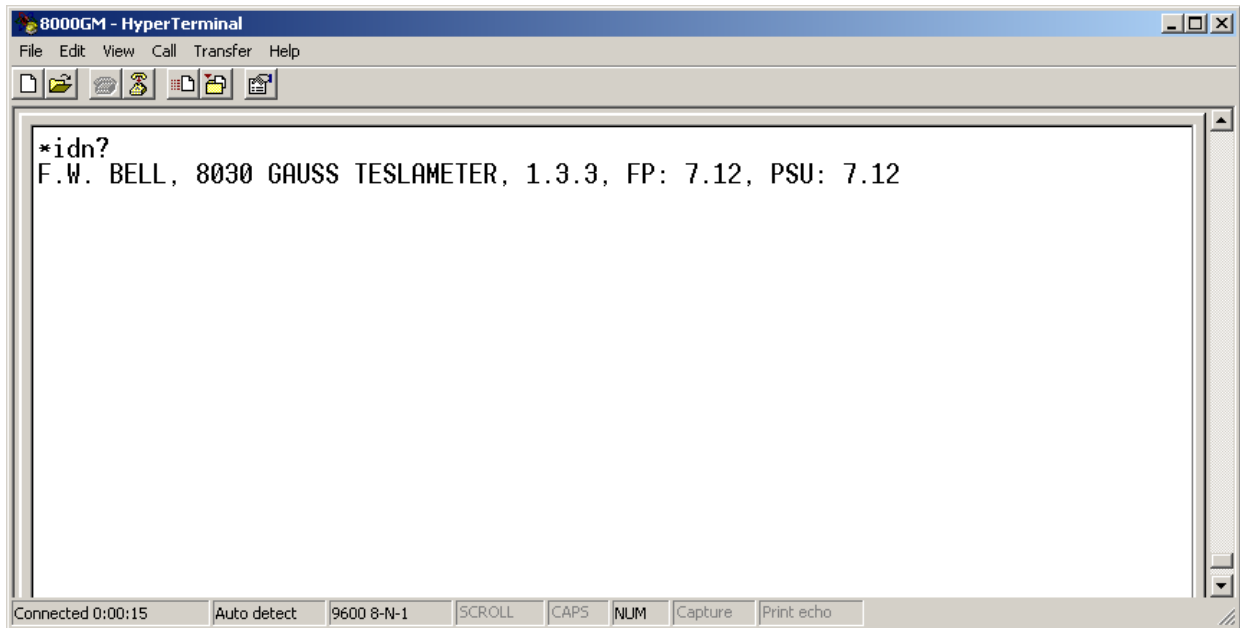 8000GM - HyperTerminal
File Edit View Call Transfer Help
*idn?
F.W. BELL, 8030 GAUSS TESLAMETER, 1.3.3, FP: 7.12, PSU: 7.12
Connected 0:00:15 Auto detect 9600 8-N-1 SCROLL CAPS NUM Capture Print echo